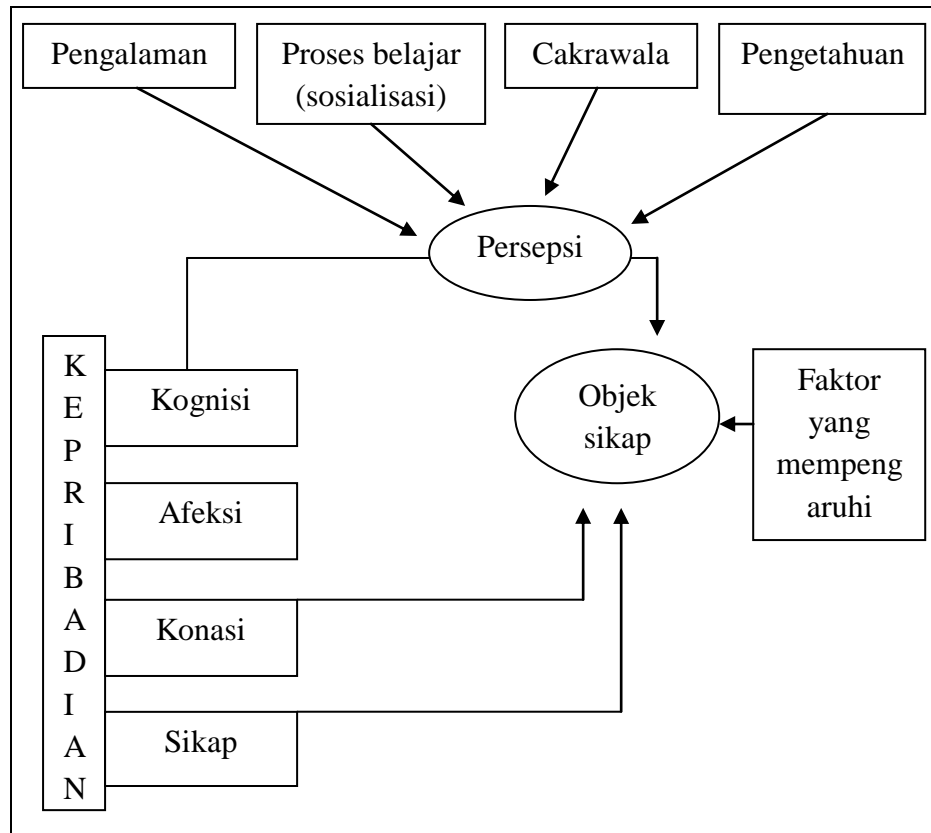 Pengalaman
Proses belajar
(sosialisasi)
Cakrawala
Pengetahuan
Persepsi
K
E
P
R
I
B
A
D
I
A
N
Kognisi
Afeksi
Konasi
Sikap
Objek
sikap
Faktor
yang
mempeng
aruhi